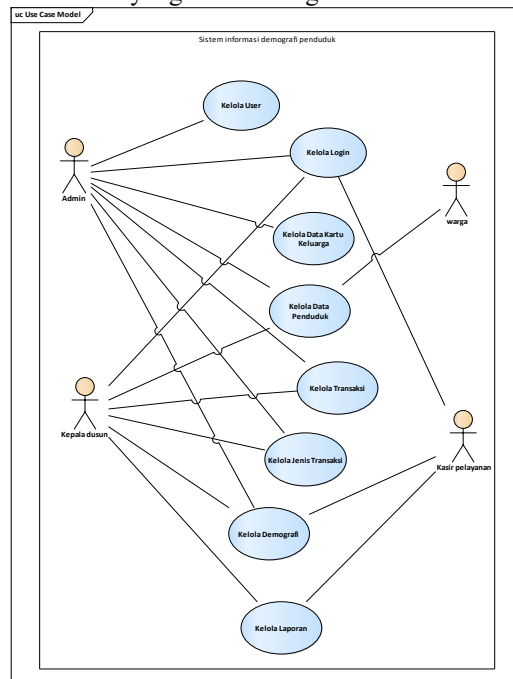 uc Use Case Model
Sistem informasi demografi penduduk
Kelola User
Kelola Login
Admin
warga
Kelola Data Kartu
Keluarga
Kelola Data
Penduduk
Kelola Transaksi
Kepala dusun
Kasir pelayanan
Kelola Jenis Transaksi
Kelola Demografi
Kelola Laporan